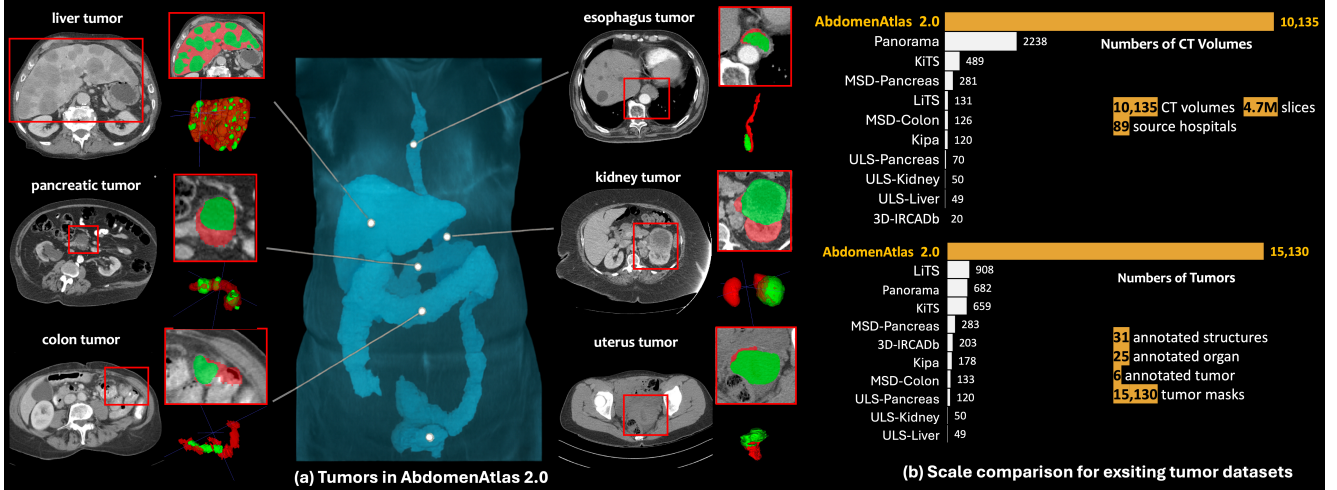 liver tumor
pancreatic tumor
colon tumor
esophagus tumor
kidney tumor
uterus tumor
(a) Tumors in AbdomenAtlas 2.0
AbdomenAtlas 2.0 10,135
Panorama 2238
KiTS 489
MSD-Pancreas 281
LiTS 131
MSD-Colon 126
Kipa 120
ULS-Pancreas 70
ULS-Kidney 50
ULS-Liver 49
3D-IRCADb 20
Numbers of CT Volumes
10,135 CT volumes 4.7M slices
89 source hospitals
AbdomenAtlas 2.0 15,130
LiTS 908
Panorama 682
KiTS 659
MSD-Pancreas 283
3D-IRCADb 203
Kipa 178
MSD-Colon 133
ULS-Pancreas 120
ULS-Kidney 50
ULS-Liver 49
Numbers of Tumors
31 annotated structures
25 annotated organ
6 annotated tumor
15,130 tumor masks
(b) Scale comparison for exsiting tumor datasets